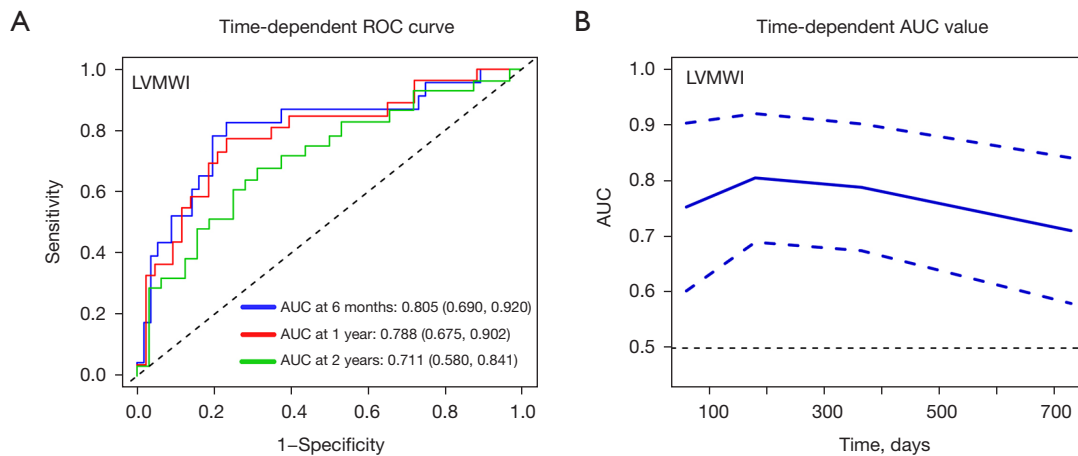 A
Time-dependent ROC curve
LVMWI
1.0
0.8
0.6
0.4
0.2
0.0
Sensitivity
AUC at 6 months: 0.805 (0.690, 0.920)
AUC at 1 year: 0.788 (0.675, 0.902)
AUC at 2 years: 0.711 (0.580, 0.841)
0.0 0.2 0.4 0.6 0.8 1.0
1–Specificity
B
Time-dependent AUC value
LVMWI
1.0
0.9
0.8
0.7
0.6
0.5
AUC
100 300 500 700
Time, days